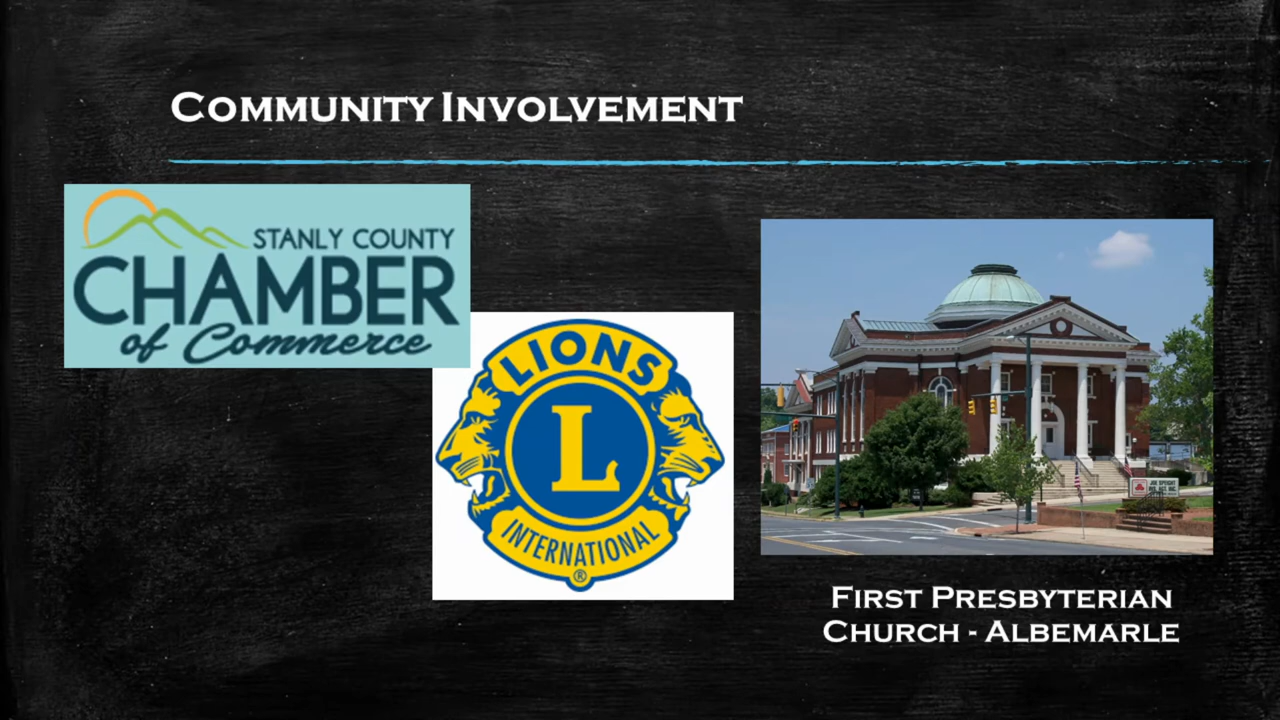 Community Involvement
STANLY COUNTY
CHAMBER
of Commerce
LIONS
L
INTERNATIONAL
®
First Presbyterian
Church - Albemarle